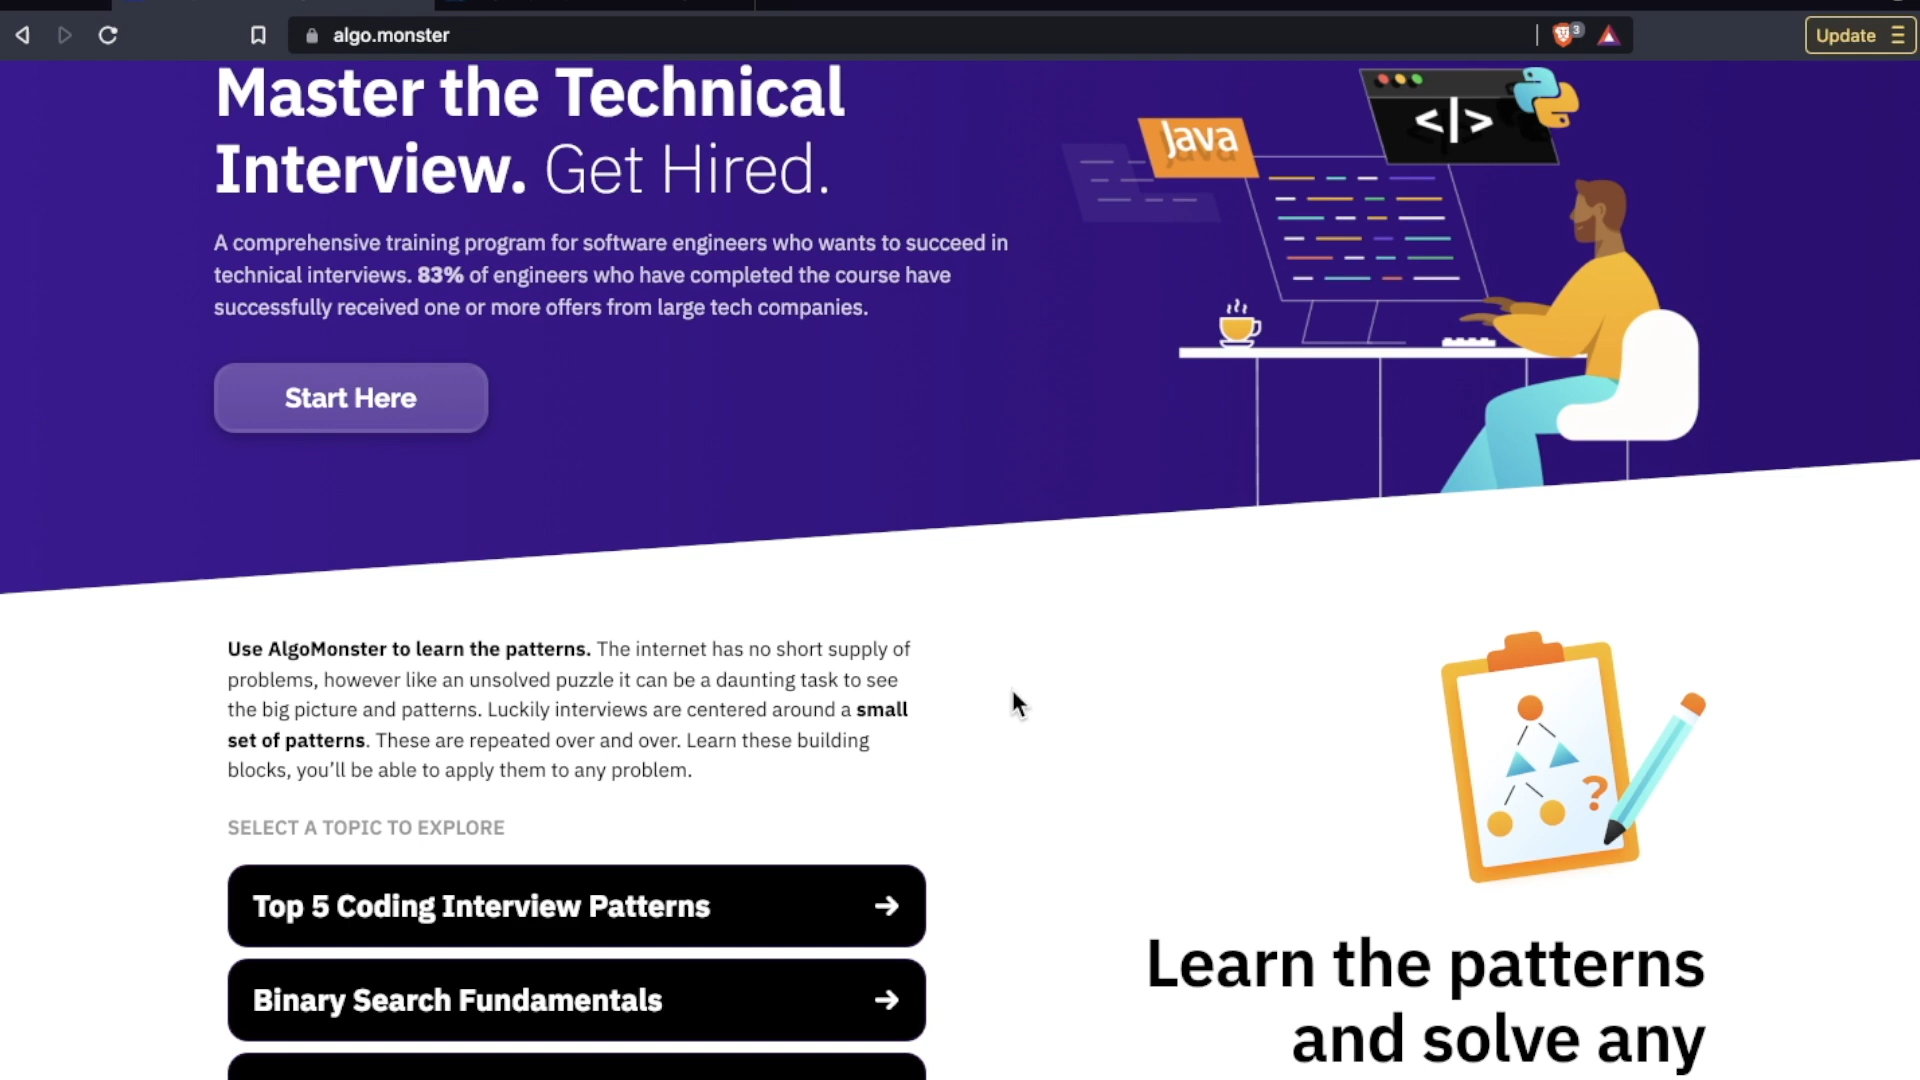 algo.monster
3
Update
Master the Technical
Interview. Get Hired.
A comprehensive training program for software engineers who wants to succeed in
technical interviews. 83% of engineers who have completed the course have
successfully received one or more offers from large tech companies.
Start Here
Java
<|>
Use AlgoMonster to learn the patterns. The internet has no short supply of
problems, however like an unsolved puzzle it can be a daunting task to see
the big picture and patterns. Luckily interviews are centered around a small
set of patterns. These are repeated over and over. Learn these building
blocks, you’ll be able to apply them to any problem.
SELECT A TOPIC TO EXPLORE
Top 5 Coding Interview Patterns
Binary Search Fundamentals
?
Learn the patterns
and solve any